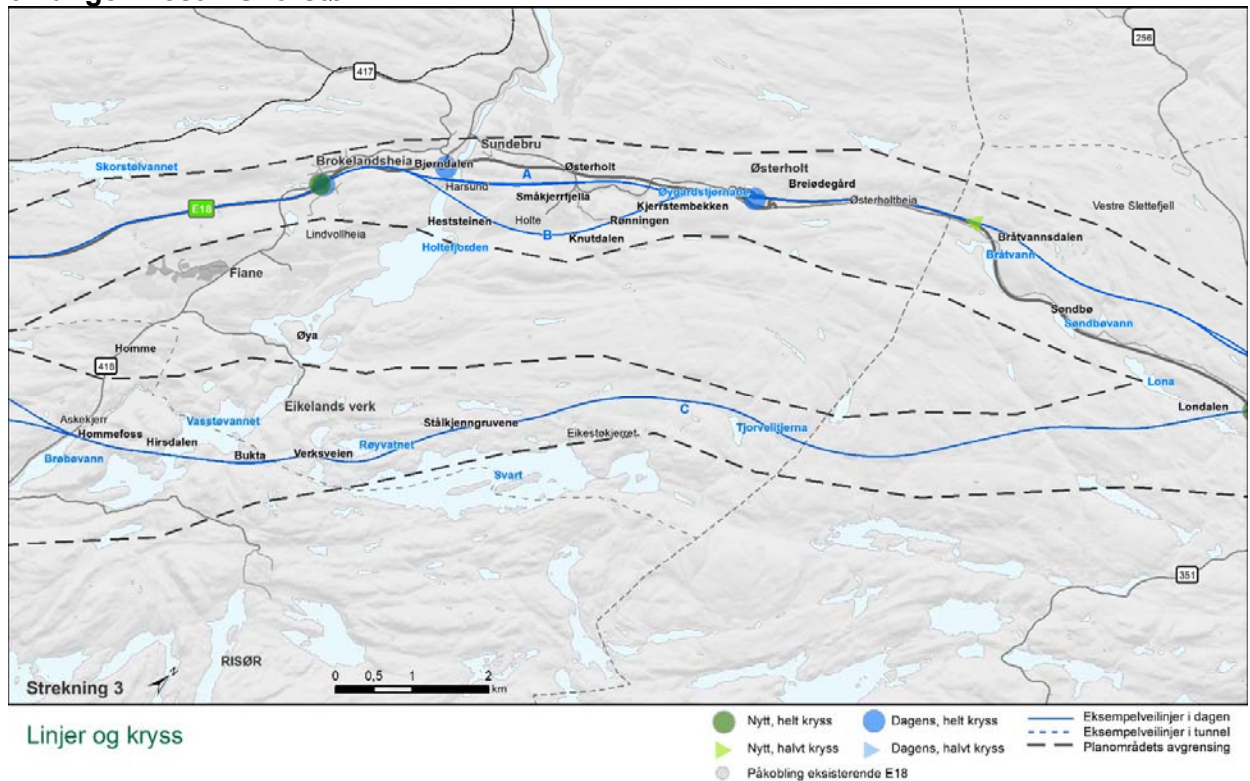 417
256
Sundebru
Skorstølvannet
Brokelandsheia
Bjørndalen
Østerholt
Østerholt
A
Harsund
Småkjerrfjella
Øygardstjørnane
Breiødegård
E18
Kjerrstembekken
Østerholtheia
Vestre Slettefjell
Heststeinen
Holte
Rønningen
Lindvollheia
B
Knutdalen
Bråtvannsdalen
Holtefjorden
Bråtvann
Fiane
Søndbø
Søndbøvann
Øya
Homme
418
Lona
Eikelands verk
Askekjerr
Vasstøvannet
Stålkjenngruvene
C
Londalen
Hommefoss
Hirsdalen
Røyvatnet
Eikestøkjerret
Tjorvelitjerna
Brøbøvann
Bukta
Verksveien
Svart
351
RISØR
Strekning 3
0 0,5 1 2
km
Linjer og kryss
Nytt, helt kryss
Dagens, helt kryss
Eksempelveilinjer i dagen
Eksempelveilinjer i tunnel
Nytt, halvt kryss
Dagens, halvt kryss
Planområdets avgrensing
Påkobling eksisterende E18